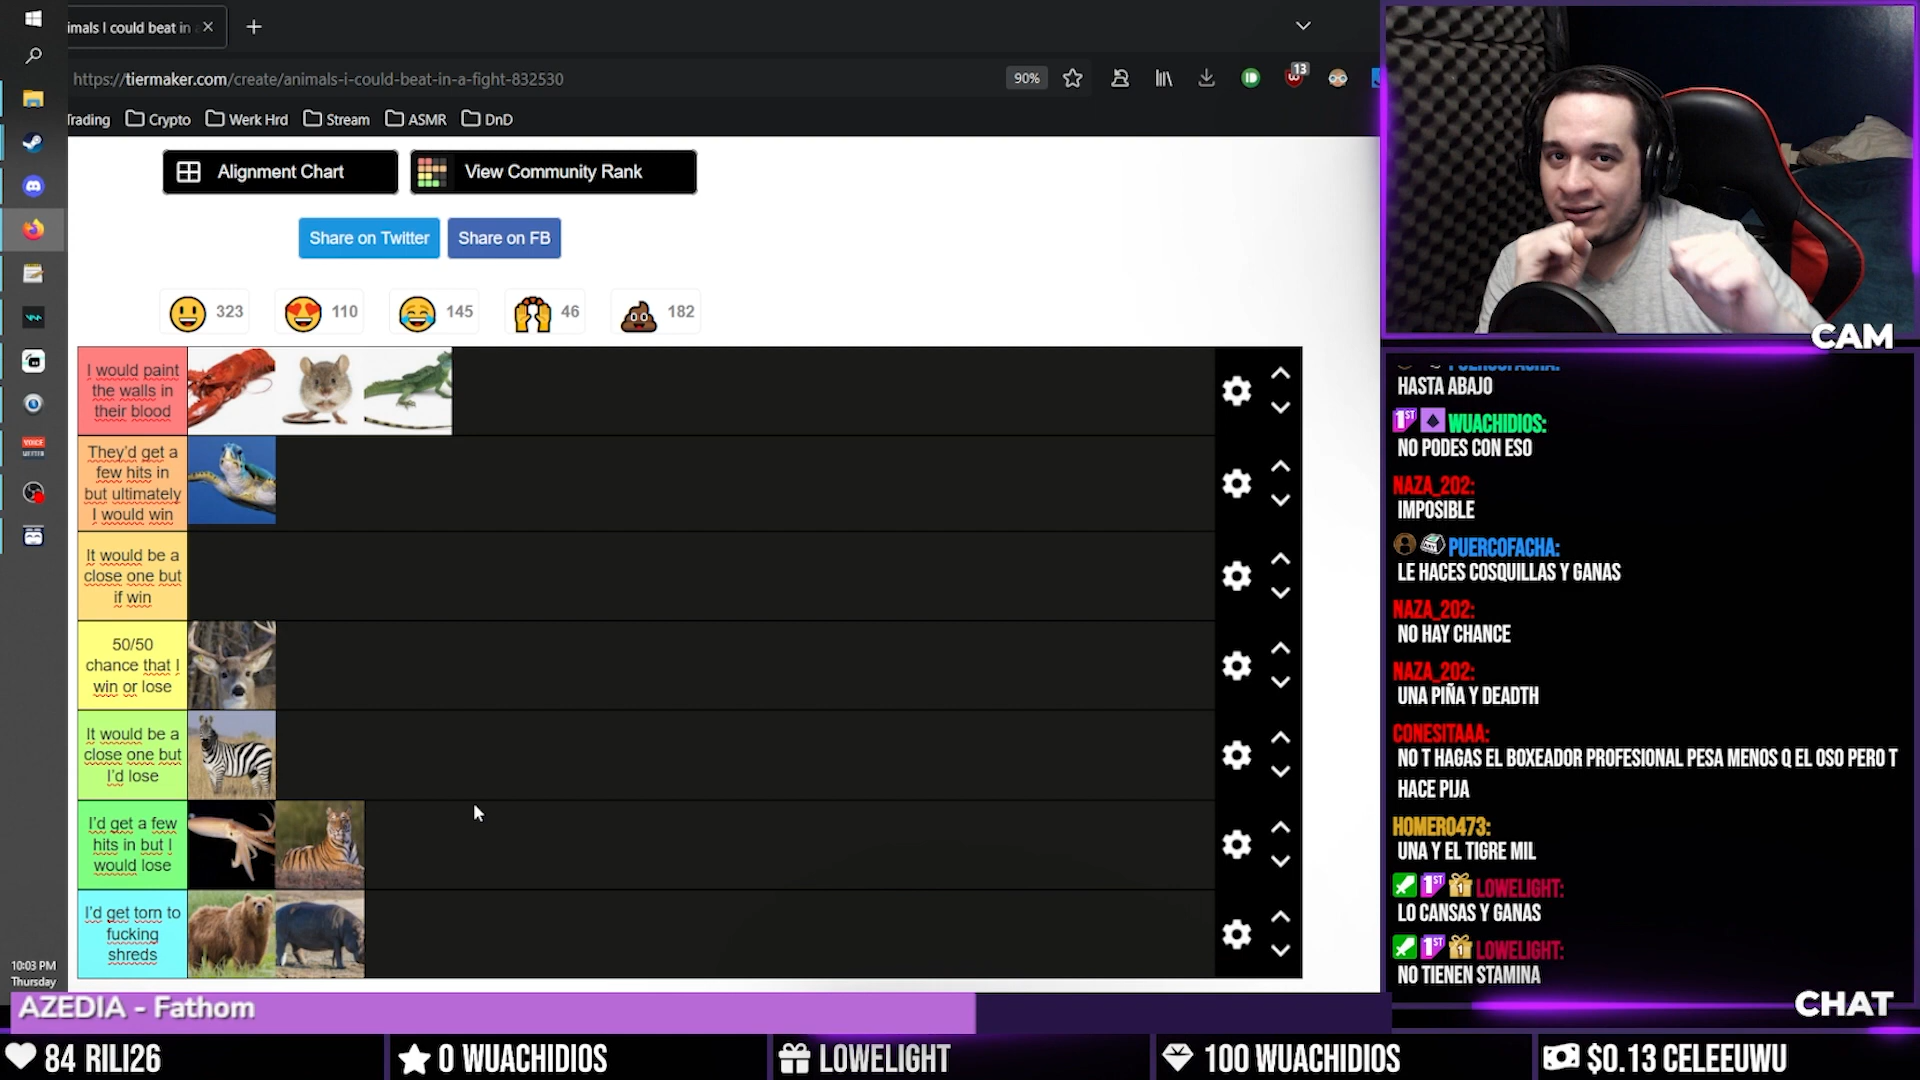 imals I could beat in
https://tiermaker.com/create/animals-i-could-beat-in-a-fight-832530
90%
13
Trading
Crypto
Werk Hrd
Stream
ASMR
DnD
Alignment Chart
View Community Rank
Share on Twitter
Share on FB
323
110
145
46
182
I would paint
the walls in
their blood
They'd get a
few hits in
but ultimately
I would win
It would be a
close one but
if win
50/50
chance that I
win or lose
It would be a
close one but
I'd lose
I'd get a few
hits in but I
would lose
I'd get torn to
fucking
shreds
10:03 PM
Thursday
CAM
PUERCOFACHA:
HASTA ABAJO
1ST WUACHIDIOS:
NO PODES CON ESO
NAZA_202:
IMPOSIBLE
PUERCOFACHA:
LE HACES COSQUILLAS Y GANAS
NAZA_202:
NO HAY CHANCE
NAZA_202:
UNA PIÑA Y DEADTH
CONESITAAA:
NO T HAGAS EL BOXEADOR PROFESIONAL PESA MENOS Q EL OSO PERO T
HACE PIJA
HOMERO473:
UNA Y EL TIGRE MIL
1ST 1 LOWELIGHT:
LO CANSAS Y GANAS
1ST 1 LOWELIGHT:
NO TIENEN STAMINA
CHAT
AZEDIA - Fathom
84 RILI26
0 WUACHIDIOS
LOWELIGHT
100 WUACHIDIOS
$0.13 CELEEUWU